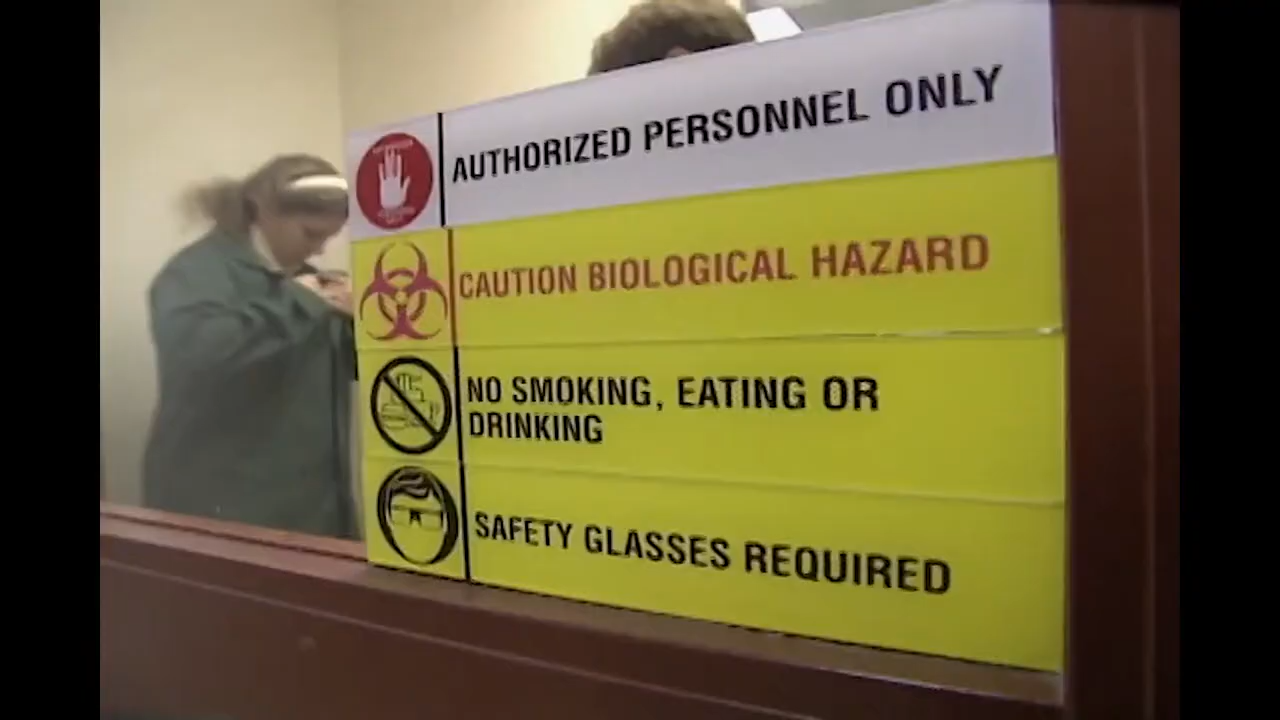 AUTHORIZED PERSONNEL ONLY
CAUTION BIOLOGICAL HAZARD
NO SMOKING, EATING OR
DRINKING
SAFETY GLASSES REQUIRED